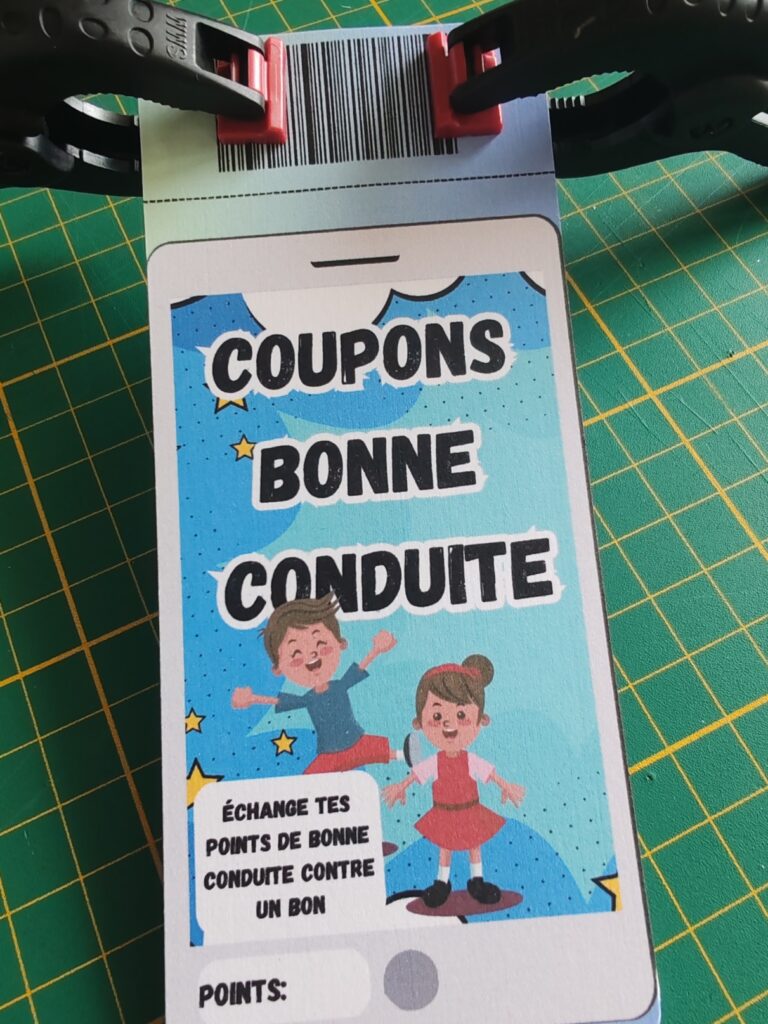 COUPONS
BONNE
CONDUITE
ÉCHANGE TES
POINTS DE BONNE
CONDUITE CONTRE
UN BON
POINTS: